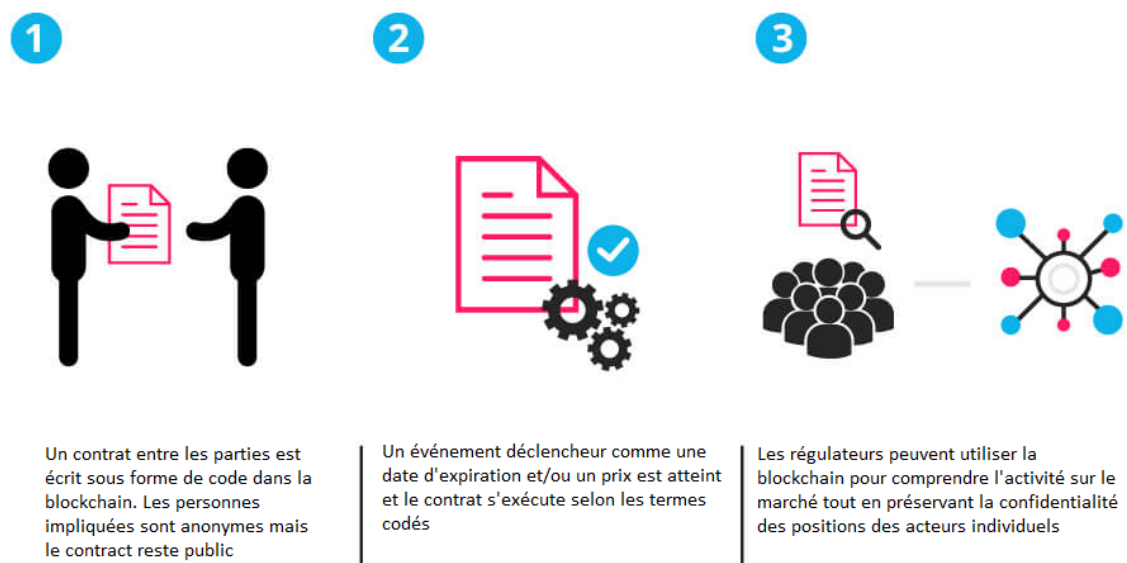 1
2
3
Un contrat entre les parties est
écrit sous forme de code dans la
blockchain. Les personnes
impliquées sont anonymes mais
le contract reste public
Un événement déclencheur comme une
date d'expiration et/ou un prix est atteint
et le contrat s'exécute selon les termes
codés
Les régulateurs peuvent utiliser la
blockchain pour comprendre l'activité sur le
marché tout en préservant la confidentialité
des positions des acteurs individuels